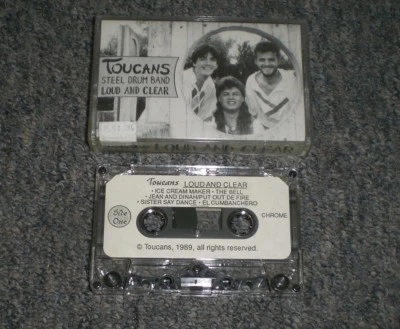 TOUCANS
STEEL DRUM BAND
LOUD AND CLEAR
Toucans LOUD AND CLEAR
• ICE CREAM MAKER • THE BELL
• JEAN AND DINAH/PUT OUT DE FIRE
• SISTER SAY DANCE • EL CUMBANCHERO
Side
One
CHROME
© Toucans, 1989, all rights reserved.